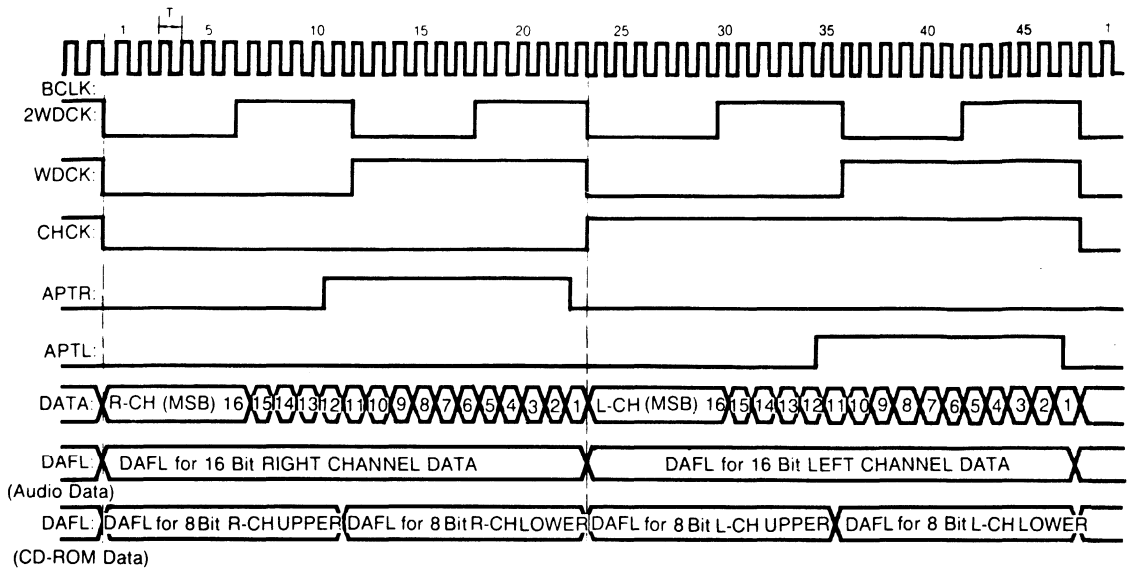 T
1 5 10 15 20 25 30 35 40 45 1
BCLK:
2WDCK:
WDCK:
CHCK:
APTR:
APTL:
DATA: R-CH (MSB) 16 15 14 13 12 11 10 9 8 7 6 5 4 3 2 1 L-CH (MSB) 16 15 14 13 12 11 10 9 8 7 6 5 4 3 2 1
DAFL: DAFL for 16 Bit RIGHT CHANNEL DATA DAFL for 16 Bit LEFT CHANNEL DATA
(Audio Data)
DAFL: DAFL for 8 Bit R-CH UPPER DAFL for 8 Bit R-CH LOWER DAFL for 8 Bit L-CH UPPER DAFL for 8 Bit L-CH LOWER
(CD-ROM Data)